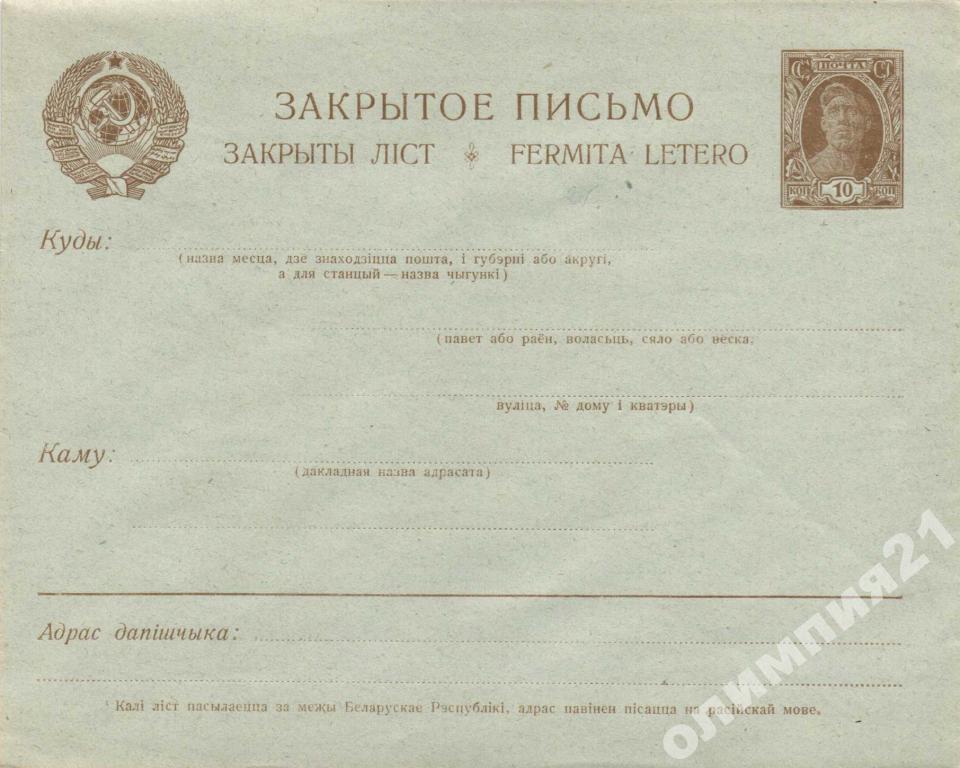 ЗАКРЫТОЕ ПИСЬМО
ЗАКРЫТЫ ЛІСТ FERMITA LETERO
ПОЧТА
КОП 10 КОП
Куды:
(назва месца, дзе знаходзіцца пошта, і губэрні або акругі,
а для станцый — назва чыгункі)
(павет або раён, воласьць, сяло або вёска,
вуліца, № дому і кватэры)
Каму:
(дакладная назва адрасата)
Адрас дапішчыка:
Калі ліст пасылаецца за межы Беларускае Рэспублікі, адрас павінен пісацца на расійскай мове.
олимпия21